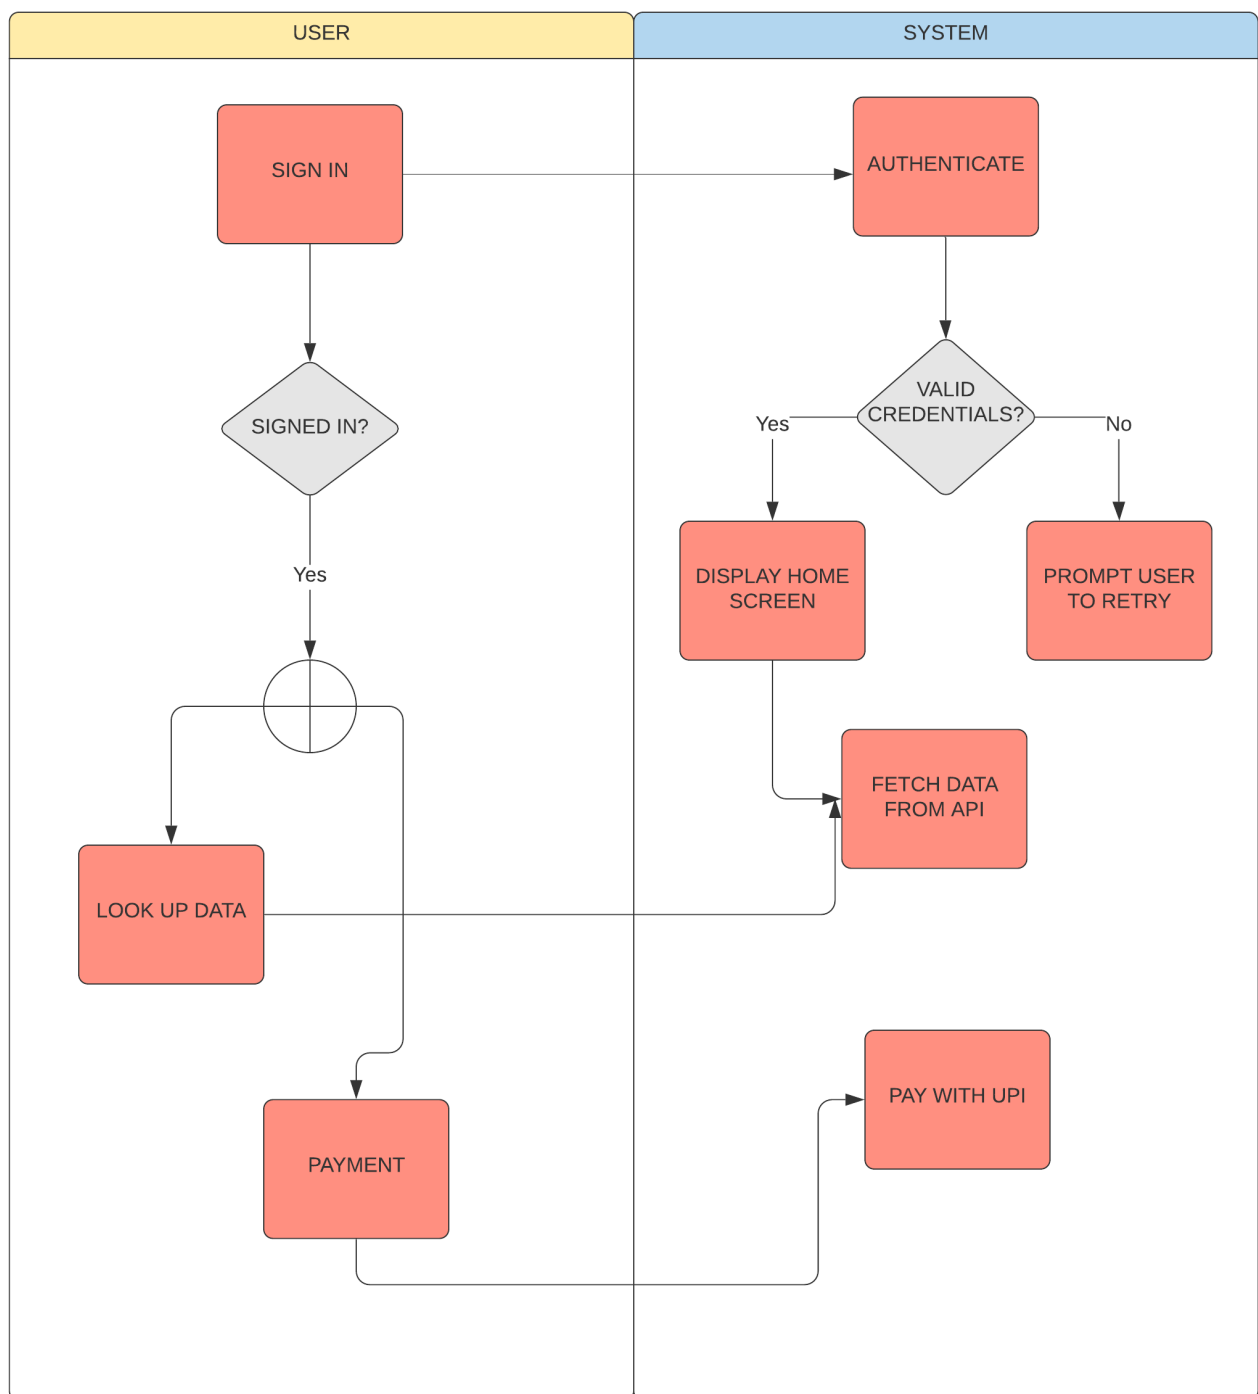 USER
SYSTEM
SIGN IN
AUTHENTICATE
SIGNED IN?
VALID
CREDENTIALS?
Yes
No
Yes
DISPLAY HOME
SCREEN
PROMPT USER
TO RETRY
FETCH DATA
FROM API
LOOK UP DATA
PAY WITH UPI
PAYMENT